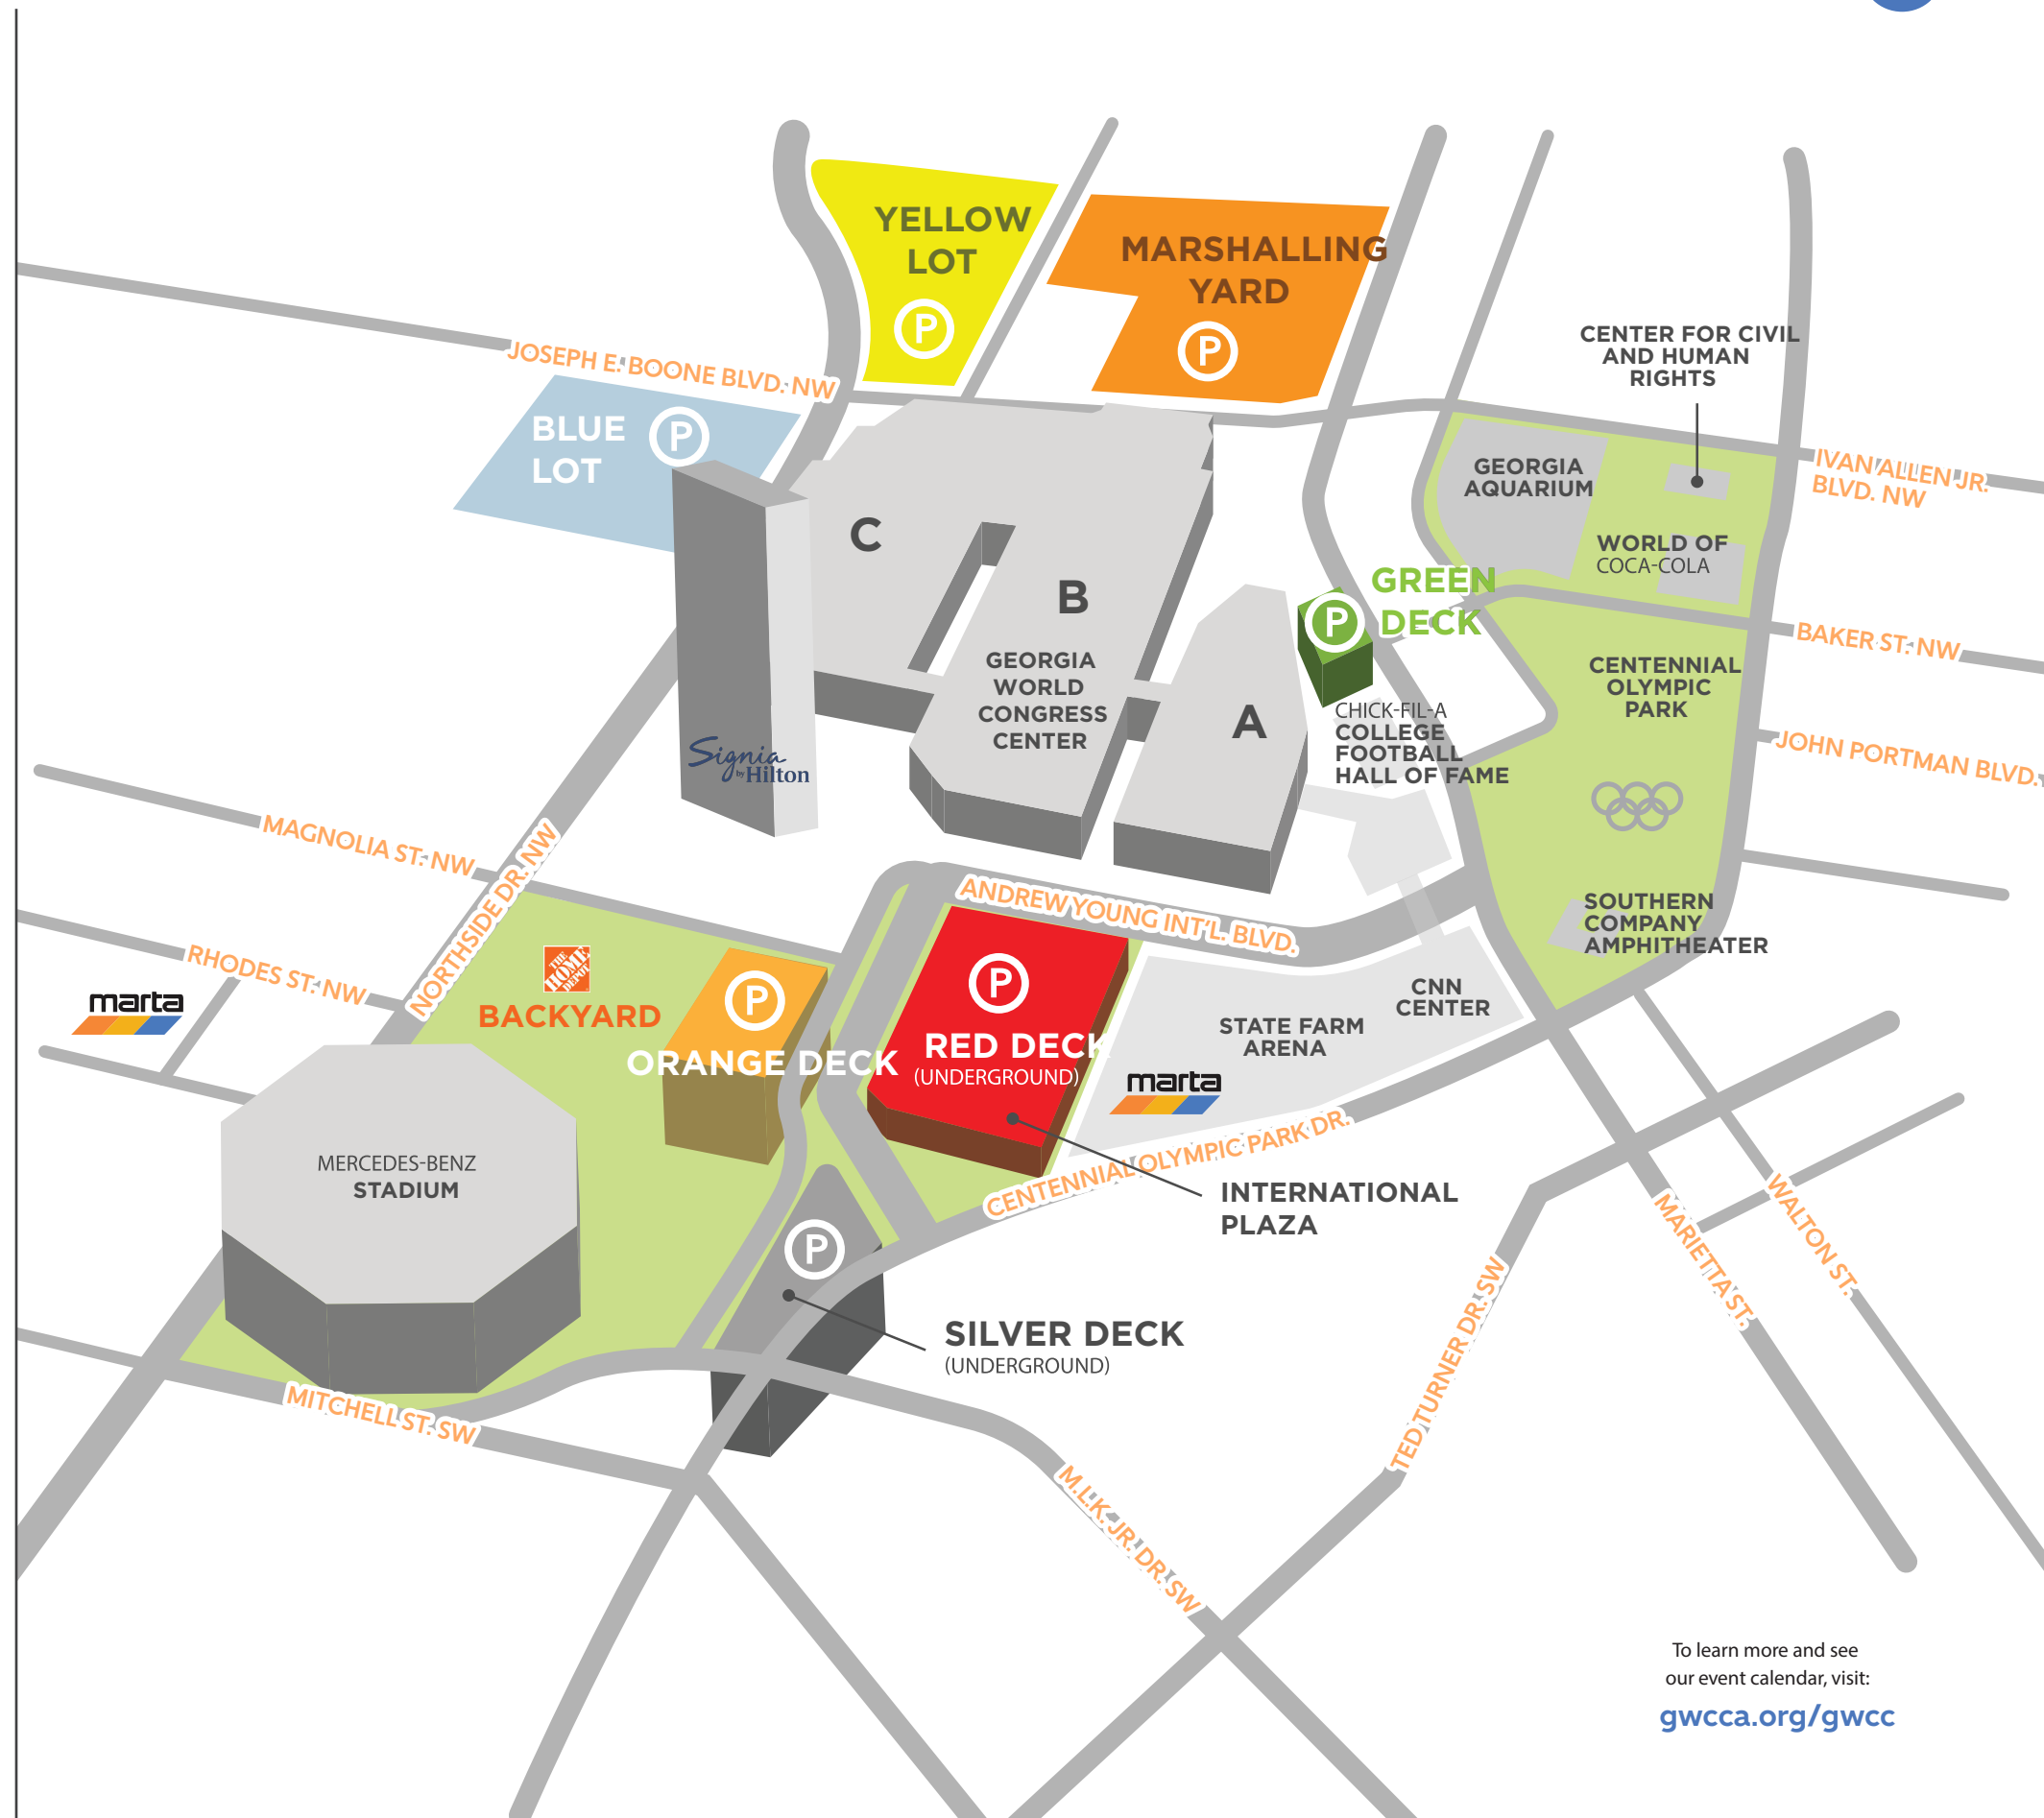 YELLOW
LOT
P
MARSHALLING
YARD
P
CENTER FOR CIVIL
AND HUMAN
RIGHTS
JOSEPH E. BOONE BLVD. NW
BLUE
LOT
P
IVAN ALLEN JR.
BLVD. NW
GEORGIA
AQUARIUM
WORLD OF
COCA-COLA
C
B
GEORGIA
WORLD
CONGRESS
CENTER
A
GREEN
DECK
P
BAKER ST. NW
CENTENNIAL
OLYMPIC
PARK
CHICK-FIL-A
COLLEGE
FOOTBALL
HALL OF FAME
JOHN PORTMAN BLVD.
Signia
by Hilton
MAGNOLIA ST. NW
NORTHSIDE DR. NW
ANDREW YOUNG INT'L. BLVD.
SOUTHERN
COMPANY
AMPHITHEATER
RHODES ST. NW
marta
THE
HOME
DEPOT
BACKYARD
P
ORANGE DECK
P
RED DECK
(UNDERGROUND)
CNN
CENTER
STATE FARM
ARENA
marta
CENTENNIAL OLYMPIC PARK DR.
MERCEDES-BENZ
STADIUM
INTERNATIONAL
PLAZA
P
SILVER DECK
(UNDERGROUND)
MARIETTA ST.
WALTON ST.
TED TURNER DR. SW
MITCHELL ST. SW
M.L.K. JR. DR. SW
To learn more and see
our event calendar, visit:
gwcca.org/gwcc